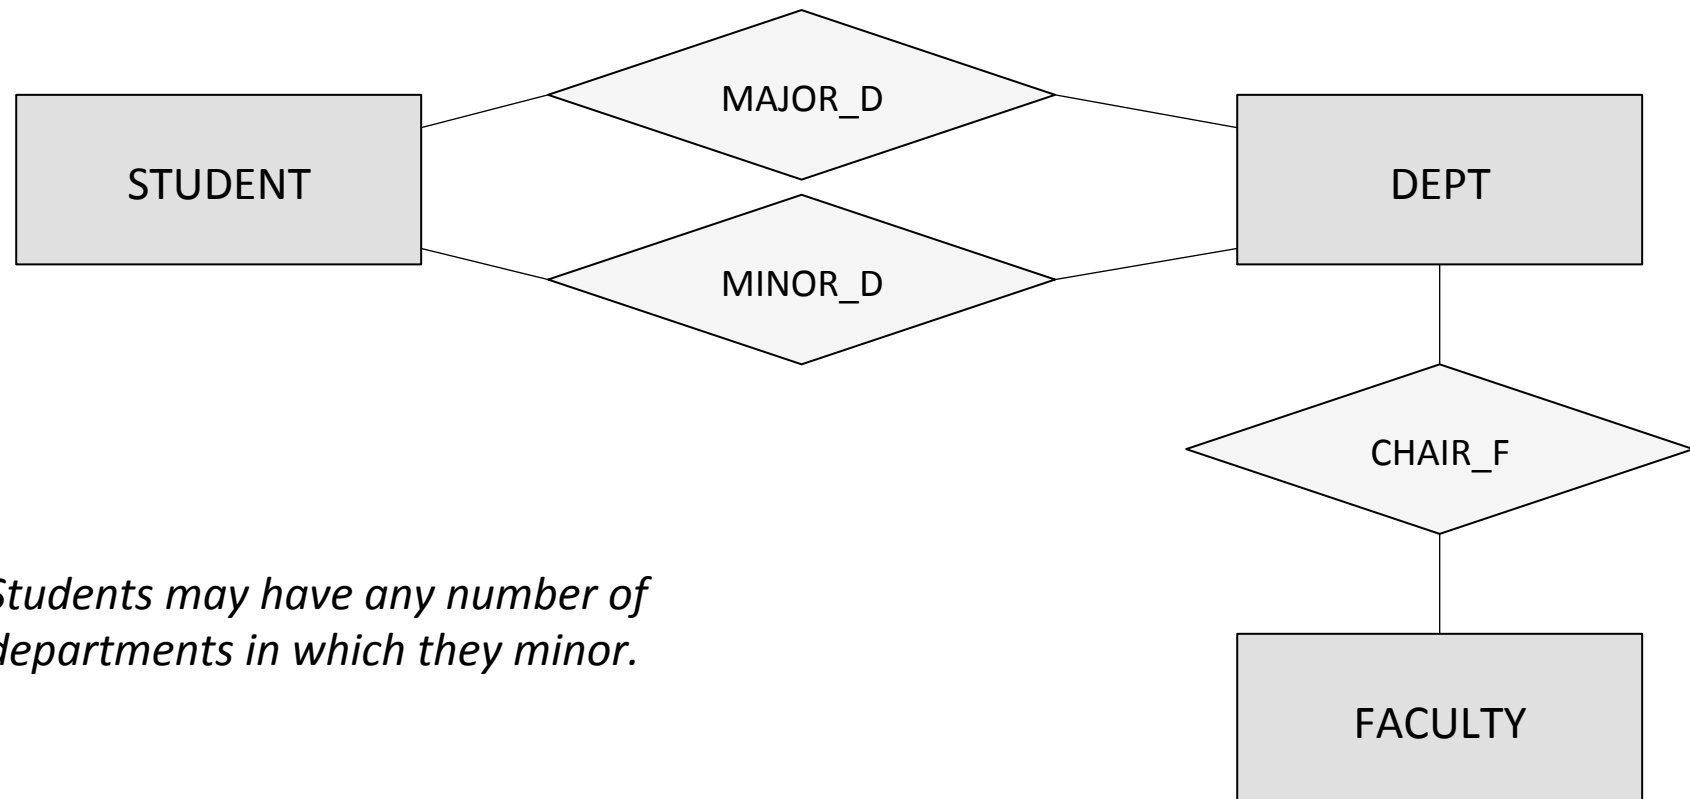 MAJOR_D
STUDENT
DEPT
MINOR_D
CHAIR_F
Students may have any number of
departments in which they minor.
FACULTY